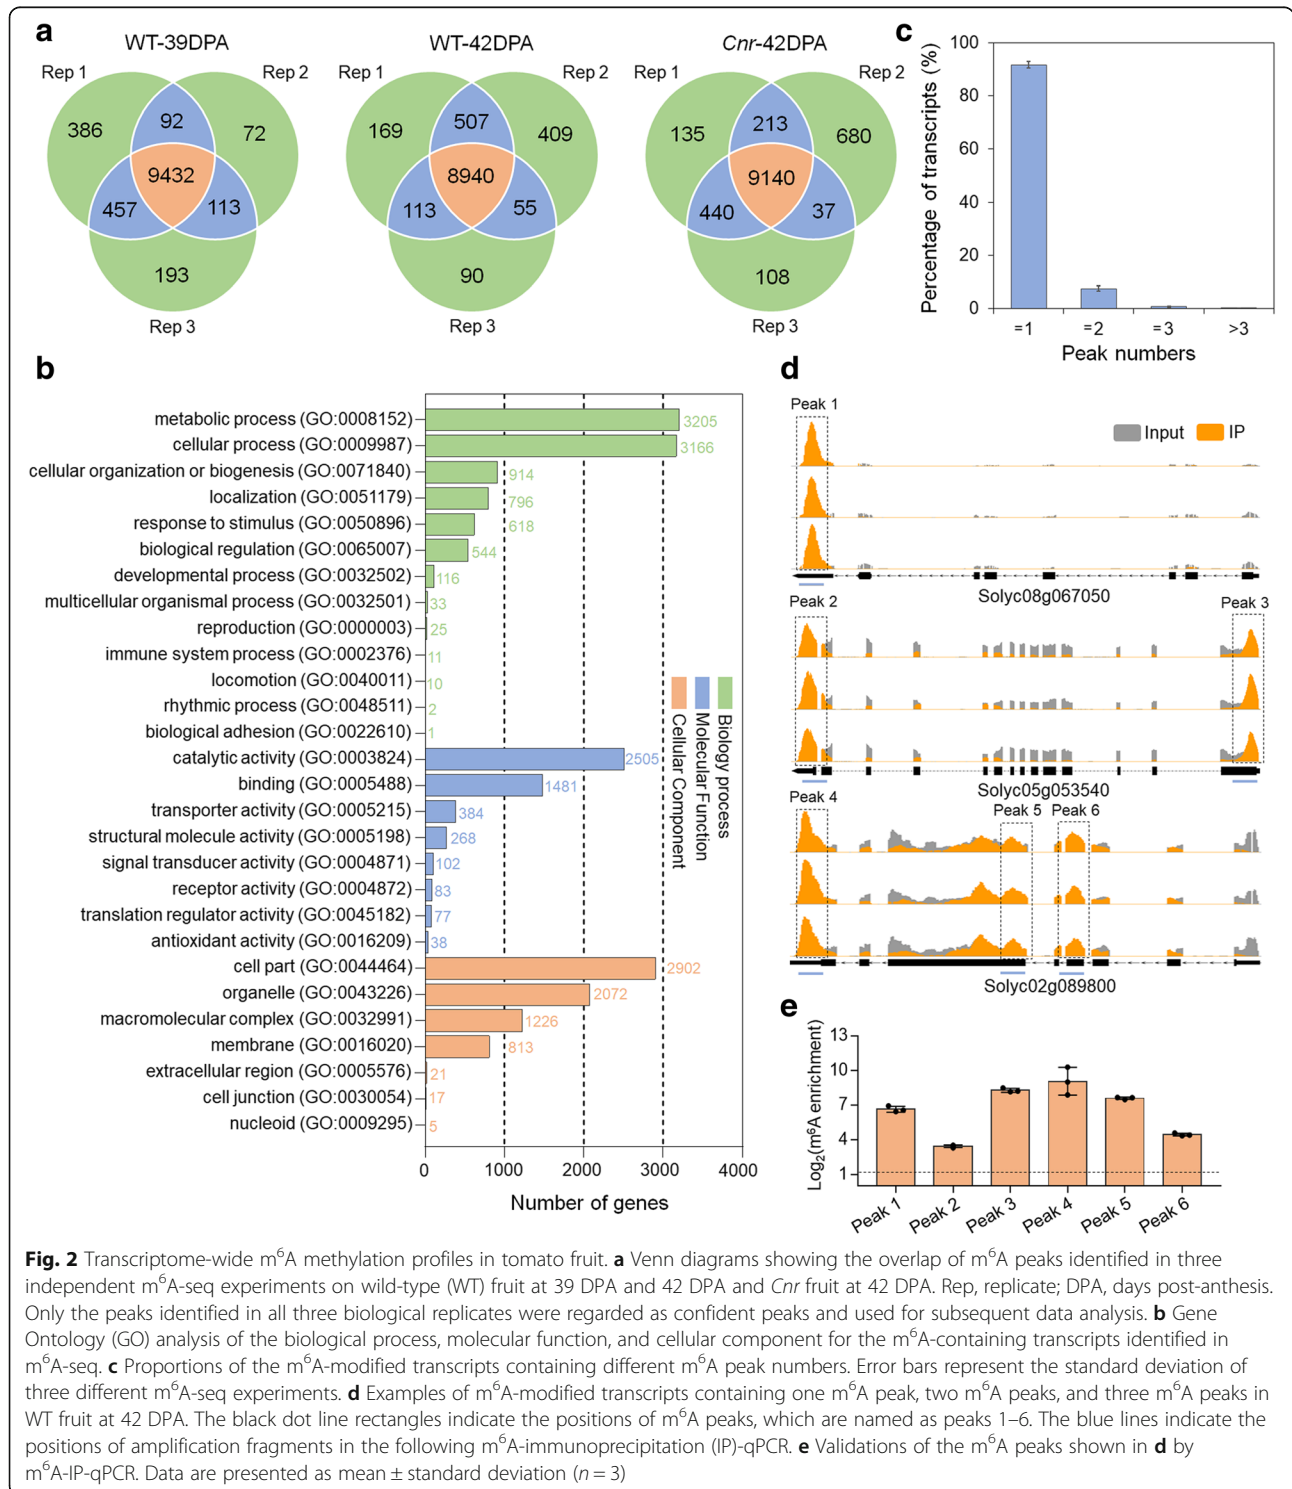 a
WT-39DPA
Rep 1
Rep 2
386
92
72
9432
457
113
193
Rep 3
WT-42DPA
Rep 1
Rep 2
169
507
409
8940
113
55
90
Rep 3
Cnr-42DPA
Rep 1
Rep 2
135
213
680
9140
440
37
108
Rep 3
c
Percentage of transcripts (%)
100
80
60
40
20
0
=1
=2
=3
>3
Peak numbers
b
metabolic process (GO:0008152) 3205
cellular process (GO:0009987) 3166
cellular organization or biogenesis (GO:0071840) 914
localization (GO:0051179) 796
response to stimulus (GO:0050896) 618
biological regulation (GO:0065007) 544
developmental process (GO:0032502) 116
multicellular organismal process (GO:0032501) 33
reproduction (GO:0000003) 25
immune system process (GO:0002376) 11
locomotion (GO:0040011) 10
rhythmic process (GO:0048511) 2
biological adhesion (GO:0022610) 1
catalytic activity (GO:0003824) 2505
binding (GO:0005488) 1481
transporter activity (GO:0005215) 384
structural molecule activity (GO:0005198) 268
signal transducer activity (GO:0004871) 102
receptor activity (GO:0004872) 83
translation regulator activity (GO:0045182) 77
antioxidant activity (GO:0016209) 38
cell part (GO:0044464) 2902
organelle (GO:0043226) 2072
macromolecular complex (GO:0032991) 1226
membrane (GO:0016020) 813
extracellular region (GO:0005576) 21
cell junction (GO:0030054) 17
nucleoid (GO:0009295) 5
0
1000
2000
3000
4000
Number of genes
Biology process
Molecular Function
Cellular Component
d
Peak 1
Input
IP
Solyc08g067050
Peak 2
Peak 3
Solyc05g053540
Peak 4
Peak 5
Peak 6
Solyc02g089800
e
Log₂(m⁶A enrichment)
13
10
7
4
1
Peak 1
Peak 2
Peak 3
Peak 4
Peak 5
Peak 6
Fig. 2 Transcriptome-wide m⁶A methylation profiles in tomato fruit. a Venn diagrams showing the overlap of m⁶A peaks identified in three
independent m⁶A-seq experiments on wild-type (WT) fruit at 39 DPA and 42 DPA and Cnr fruit at 42 DPA. Rep, replicate; DPA, days post-anthesis.
Only the peaks identified in all three biological replicates were regarded as confident peaks and used for subsequent data analysis. b Gene
Ontology (GO) analysis of the biological process, molecular function, and cellular component for the m⁶A-containing transcripts identified in
m⁶A-seq. c Proportions of the m⁶A-modified transcripts containing different m⁶A peak numbers. Error bars represent the standard deviation of
three different m⁶A-seq experiments. d Examples of m⁶A-modified transcripts containing one m⁶A peak, two m⁶A peaks, and three m⁶A peaks in
WT fruit at 42 DPA. The black dot line rectangles indicate the positions of m⁶A peaks, which are named as peaks 1–6. The blue lines indicate the
positions of amplification fragments in the following m⁶A-immunoprecipitation (IP)-qPCR. e Validations of the m⁶A peaks shown in d by
m⁶A-IP-qPCR. Data are presented as mean ± standard deviation (n = 3)